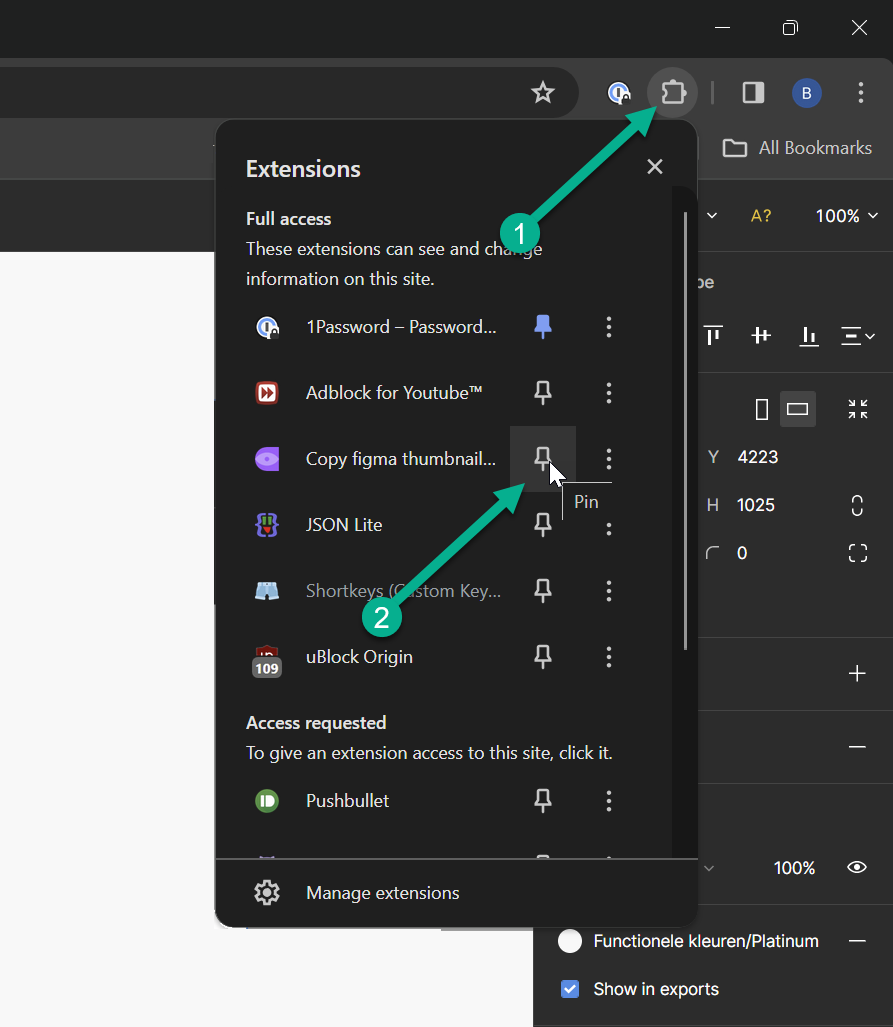 B
All Bookmarks
Extensions
1
Full access
These extensions can see and change
information on this site.
A?
100%
1Password – Password...
Adblock for Youtube™
Copy figma thumbnail...
Y 4223
Pin
H 1025
JSON Lite
0
Shortkeys (Custom Key...
2
109
uBlock Origin
Access requested
To give an extension access to this site, click it.
Pushbullet
100%
Manage extensions
Functionele kleuren/Platinum
Show in exports